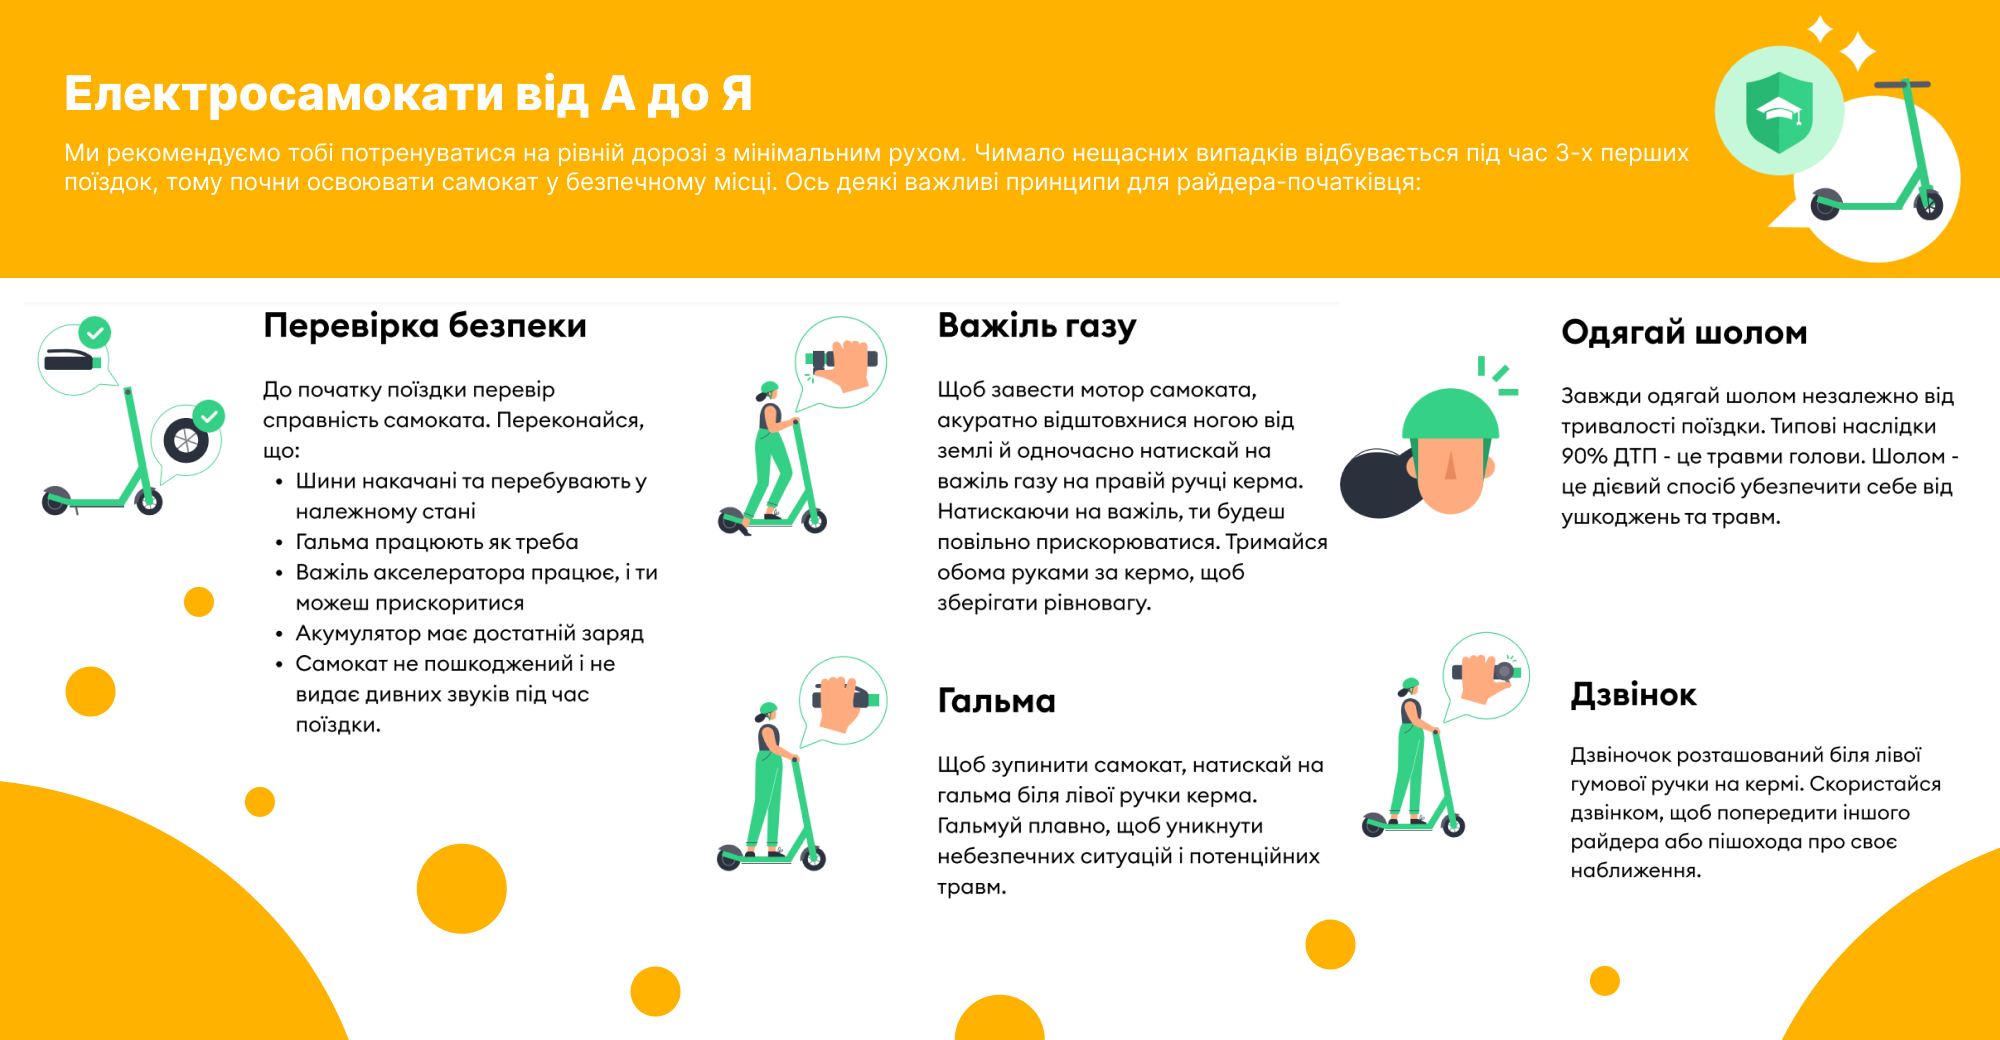 Електросамокати від А до Я
Ми рекомендуємо тобі потренуватися на рівній дорозі з мінімальним рухом. Чимало нещасних випадків відбувається під час 3-х перших
поїздок, тому почни освоювати самокат у безпечному місці. Ось деякі важливі принципи для райдера-початківця:
Перевірка безпеки
До початку поїздки перевір
справність самоката. Переконайся,
що:
• Шини накачані та перебувають у
належному стані
• Гальма працюють як треба
• Важіль акселератора працює, і ти
можеш прискоритися
• Акумулятор має достатній заряд
• Самокат не пошкоджений і не
видає дивних звуків під час
поїздки.
Важіль газу
Щоб завести мотор самоката,
акуратно відштовхнися ногою від
землі й одночасно натискай на
важіль газу на правій ручці керма.
Натискаючи на важіль, ти будеш
повільно прискорюватися. Тримайся
обома руками за кермо, щоб
зберігати рівновагу.
Гальма
Щоб зупинити самокат, натискай на
гальма біля лівої ручки керма.
Гальмуй плавно, щоб уникнути
небезпечних ситуацій і потенційних
травм.
Одягай шолом
Завжди одягай шолом незалежно від
тривалості поїздки. Типові наслідки
90% ДТП - це травми голови. Шолом -
це дієвий спосіб убезпечити себе від
ушкоджень та травм.
Дзвінок
Дзвіночок розташований біля лівої
гумової ручки на кермі. Скористайся
дзвінком, щоб попередити іншого
райдера або пішохода про своє
наближення.